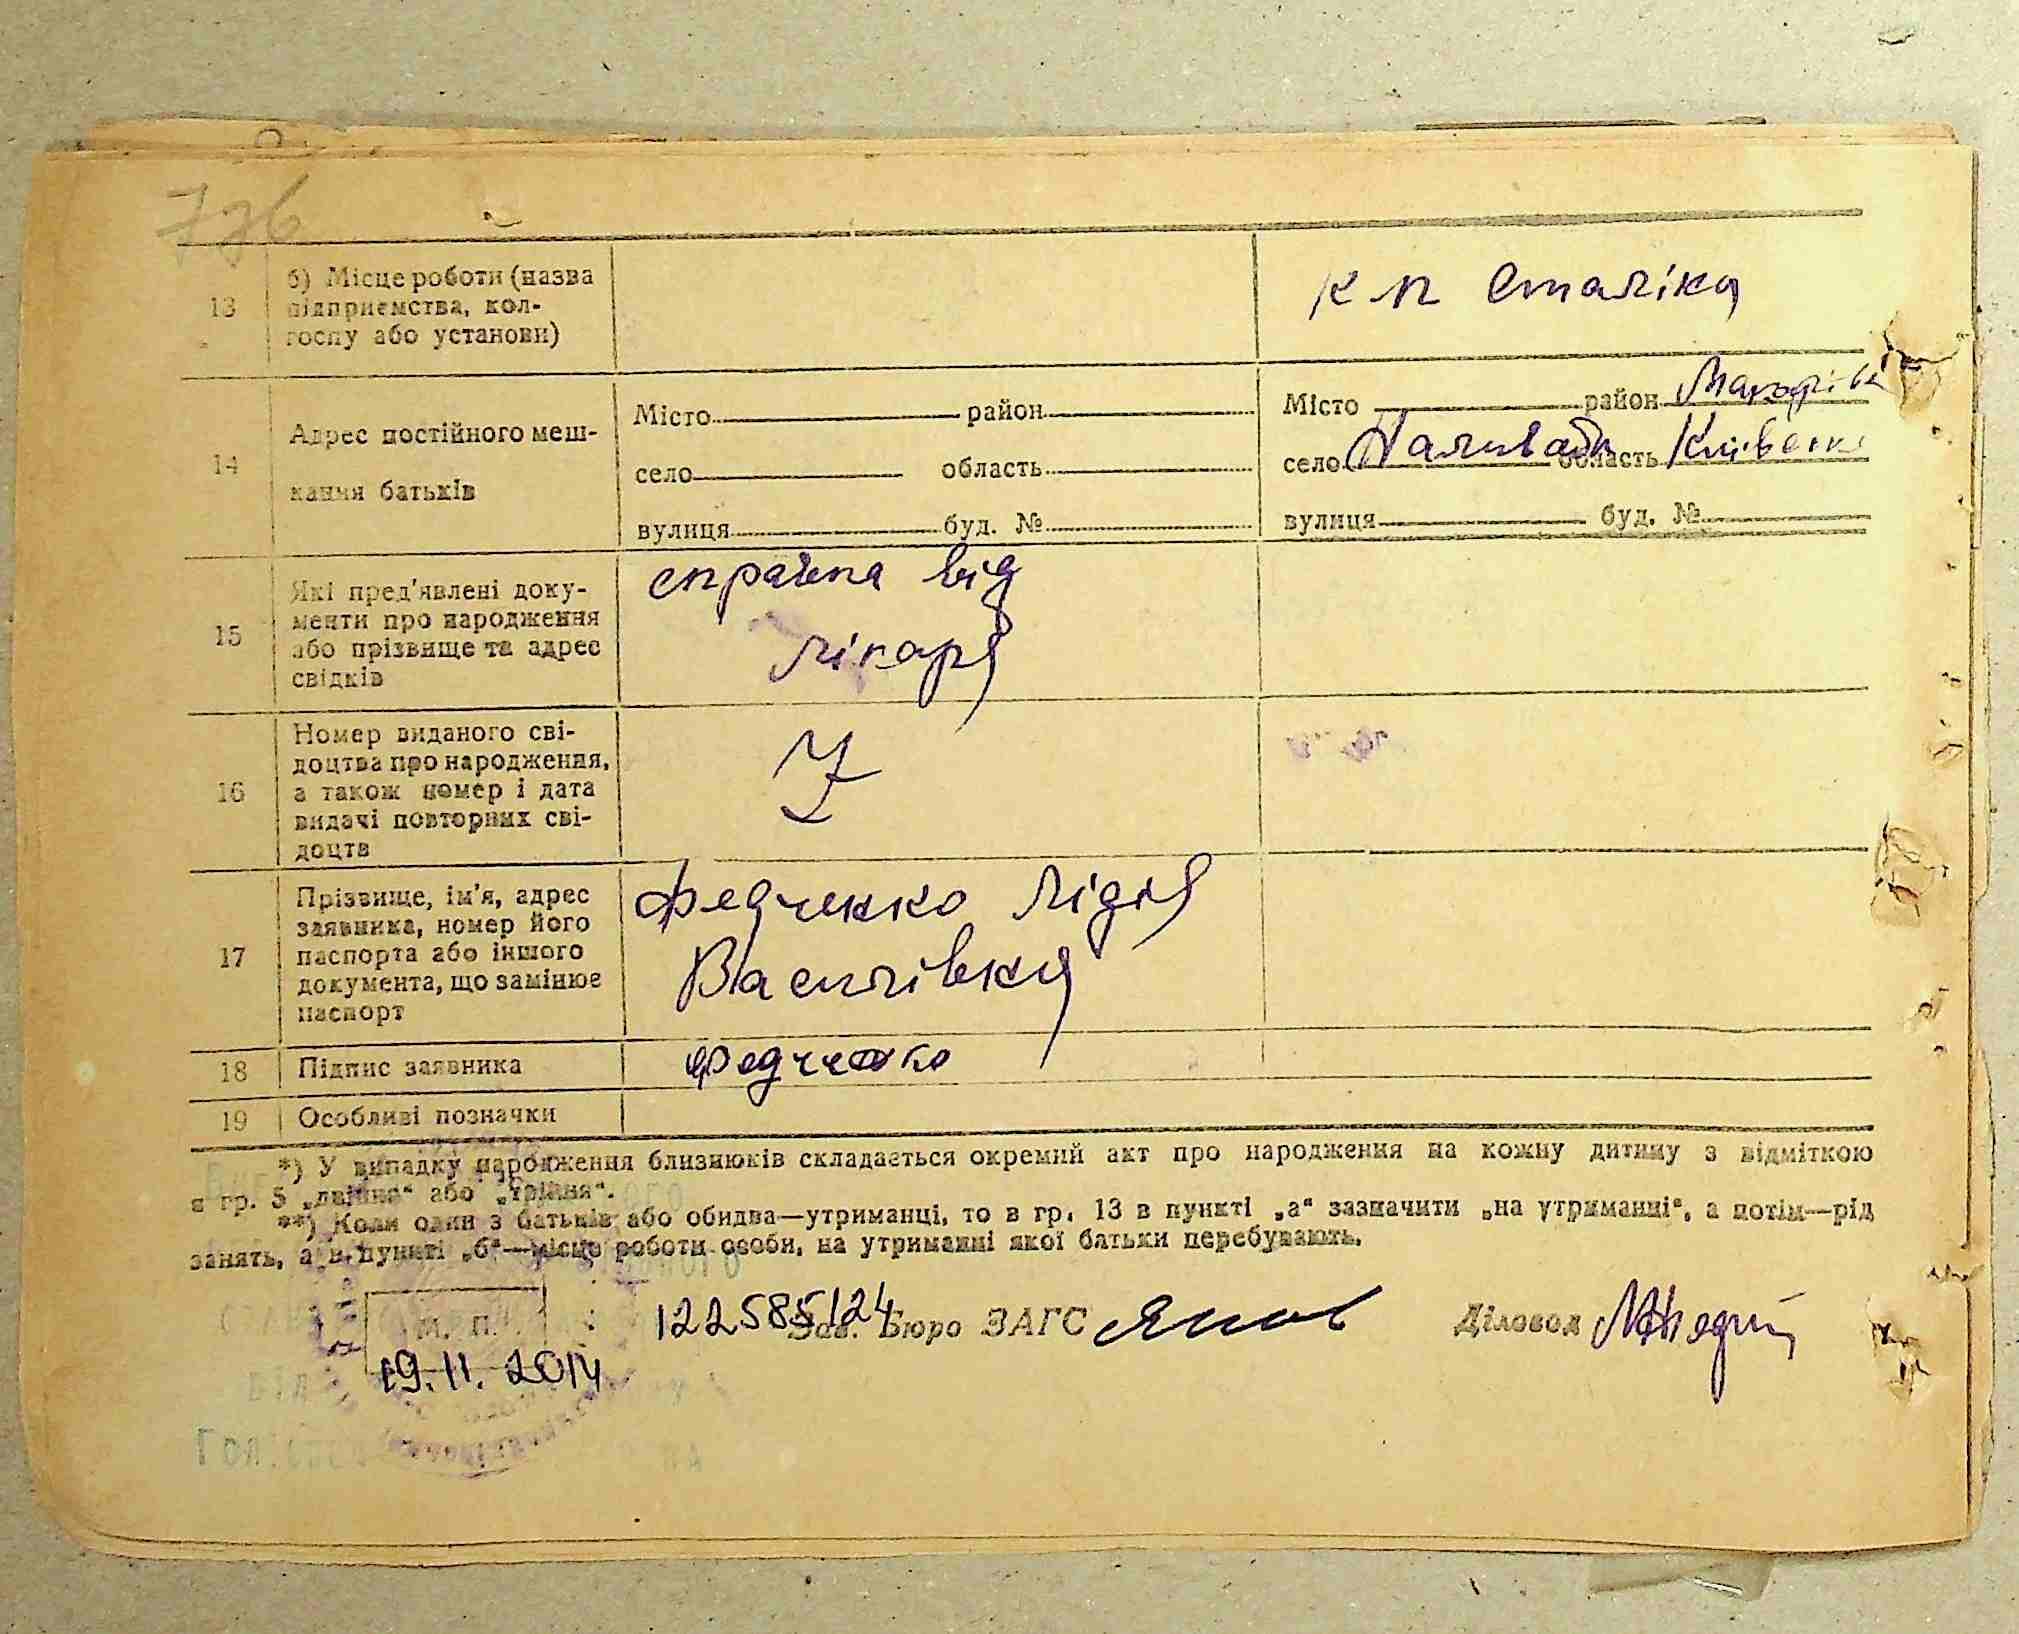 736
13
б) Місце роботи (назва
підприємства, кол-
госпу або установи)
к п Сталіна
14
Адрес постійного меш-
кання батьків
Місто район
село область
вулиця буд. №
Місто район Макарів
село область Київськ
вулиця буд. №
15
Які пред'явлені доку-
менти про народження
або прізвище та адрес
свідків
справка від
лікаря
16
Номер виданого сві-
доцтва про народження,
а також номер і дата
видачі повторних сві-
доцтв
17
Прізвище, ім'я, адрес
заявника, номер його
паспорта або іншого
документа, що замінює
паспорт
Федченко Лідія
Василівна
18
Підпис заявника
Федченко
19
Особливі позначки
*) У випадку народження близнюків складається окремий акт про народження на кожну дитину з відміткою
в гр. 5 „двійня“ або „трійня“.
**) Коли один з батьків або обидва—утриманці, то в гр. 13 в пункті „а“ зазначити „на утриманні“, а потім—рід
занять, а в пункті „б“—місце роботи особи, на утриманні якої батьки перебувають.
М. П.
122585124
Зав. Бюро ЗАГС
Діловод
19.11.2014